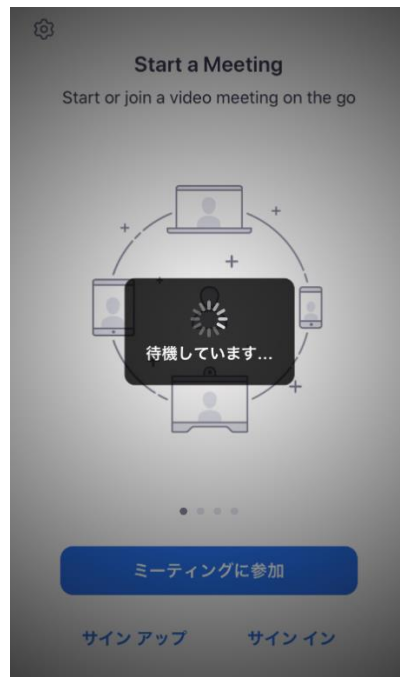 Start a Meeting
Start or join a video meeting on the go
待機しています...
ミーティングに参加
サイン アップ
サイン イン